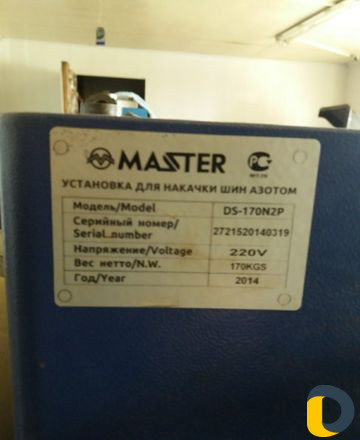 MASTER
УСТАНОВКА ДЛЯ НАКАЧКИ ШИН АЗОТОМ
Модель/Model DS-170N2P
Серийный номер/
Serial..number 2721520140319
Напряжение/Voltage 220V
Вес нетто/N.W. 170KGS
Год/Year 2014